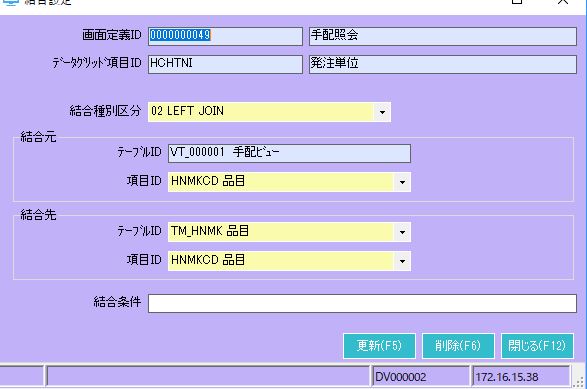 結合設定
画面定義ID 0000000049 手配照会
ﾃﾞｰﾀｸﾞﾘｯﾄﾞ項目ID HCHTNI 発注単位
結合種別区分 02 LEFT JOIN
結合元
ﾃｰﾌﾞﾙID VT_000001 手配ﾋﾞｭｰ
項目ID HNMKCD 品目
結合先
ﾃｰﾌﾞﾙID TM_HNMK 品目
項目ID HNMKCD 品目
結合条件
更新(F5) 削除(F6) 閉じる(F12)
DV000002 172.16.15.38